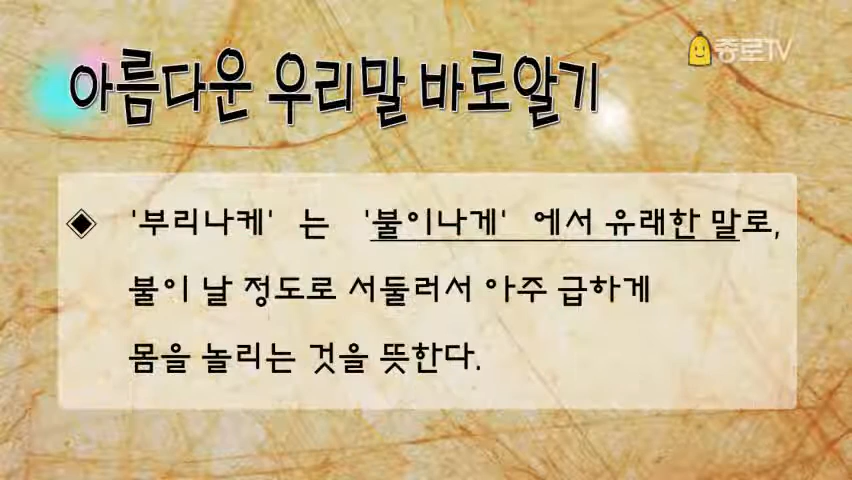 종로TV
아름다운 우리말 바로알기
◈ '부리나케' 는 '불이나게' 에서 유래한 말로,
불이 날 정도로 서둘러서 아주 급하게
몸을 놀리는 것을 뜻한다.